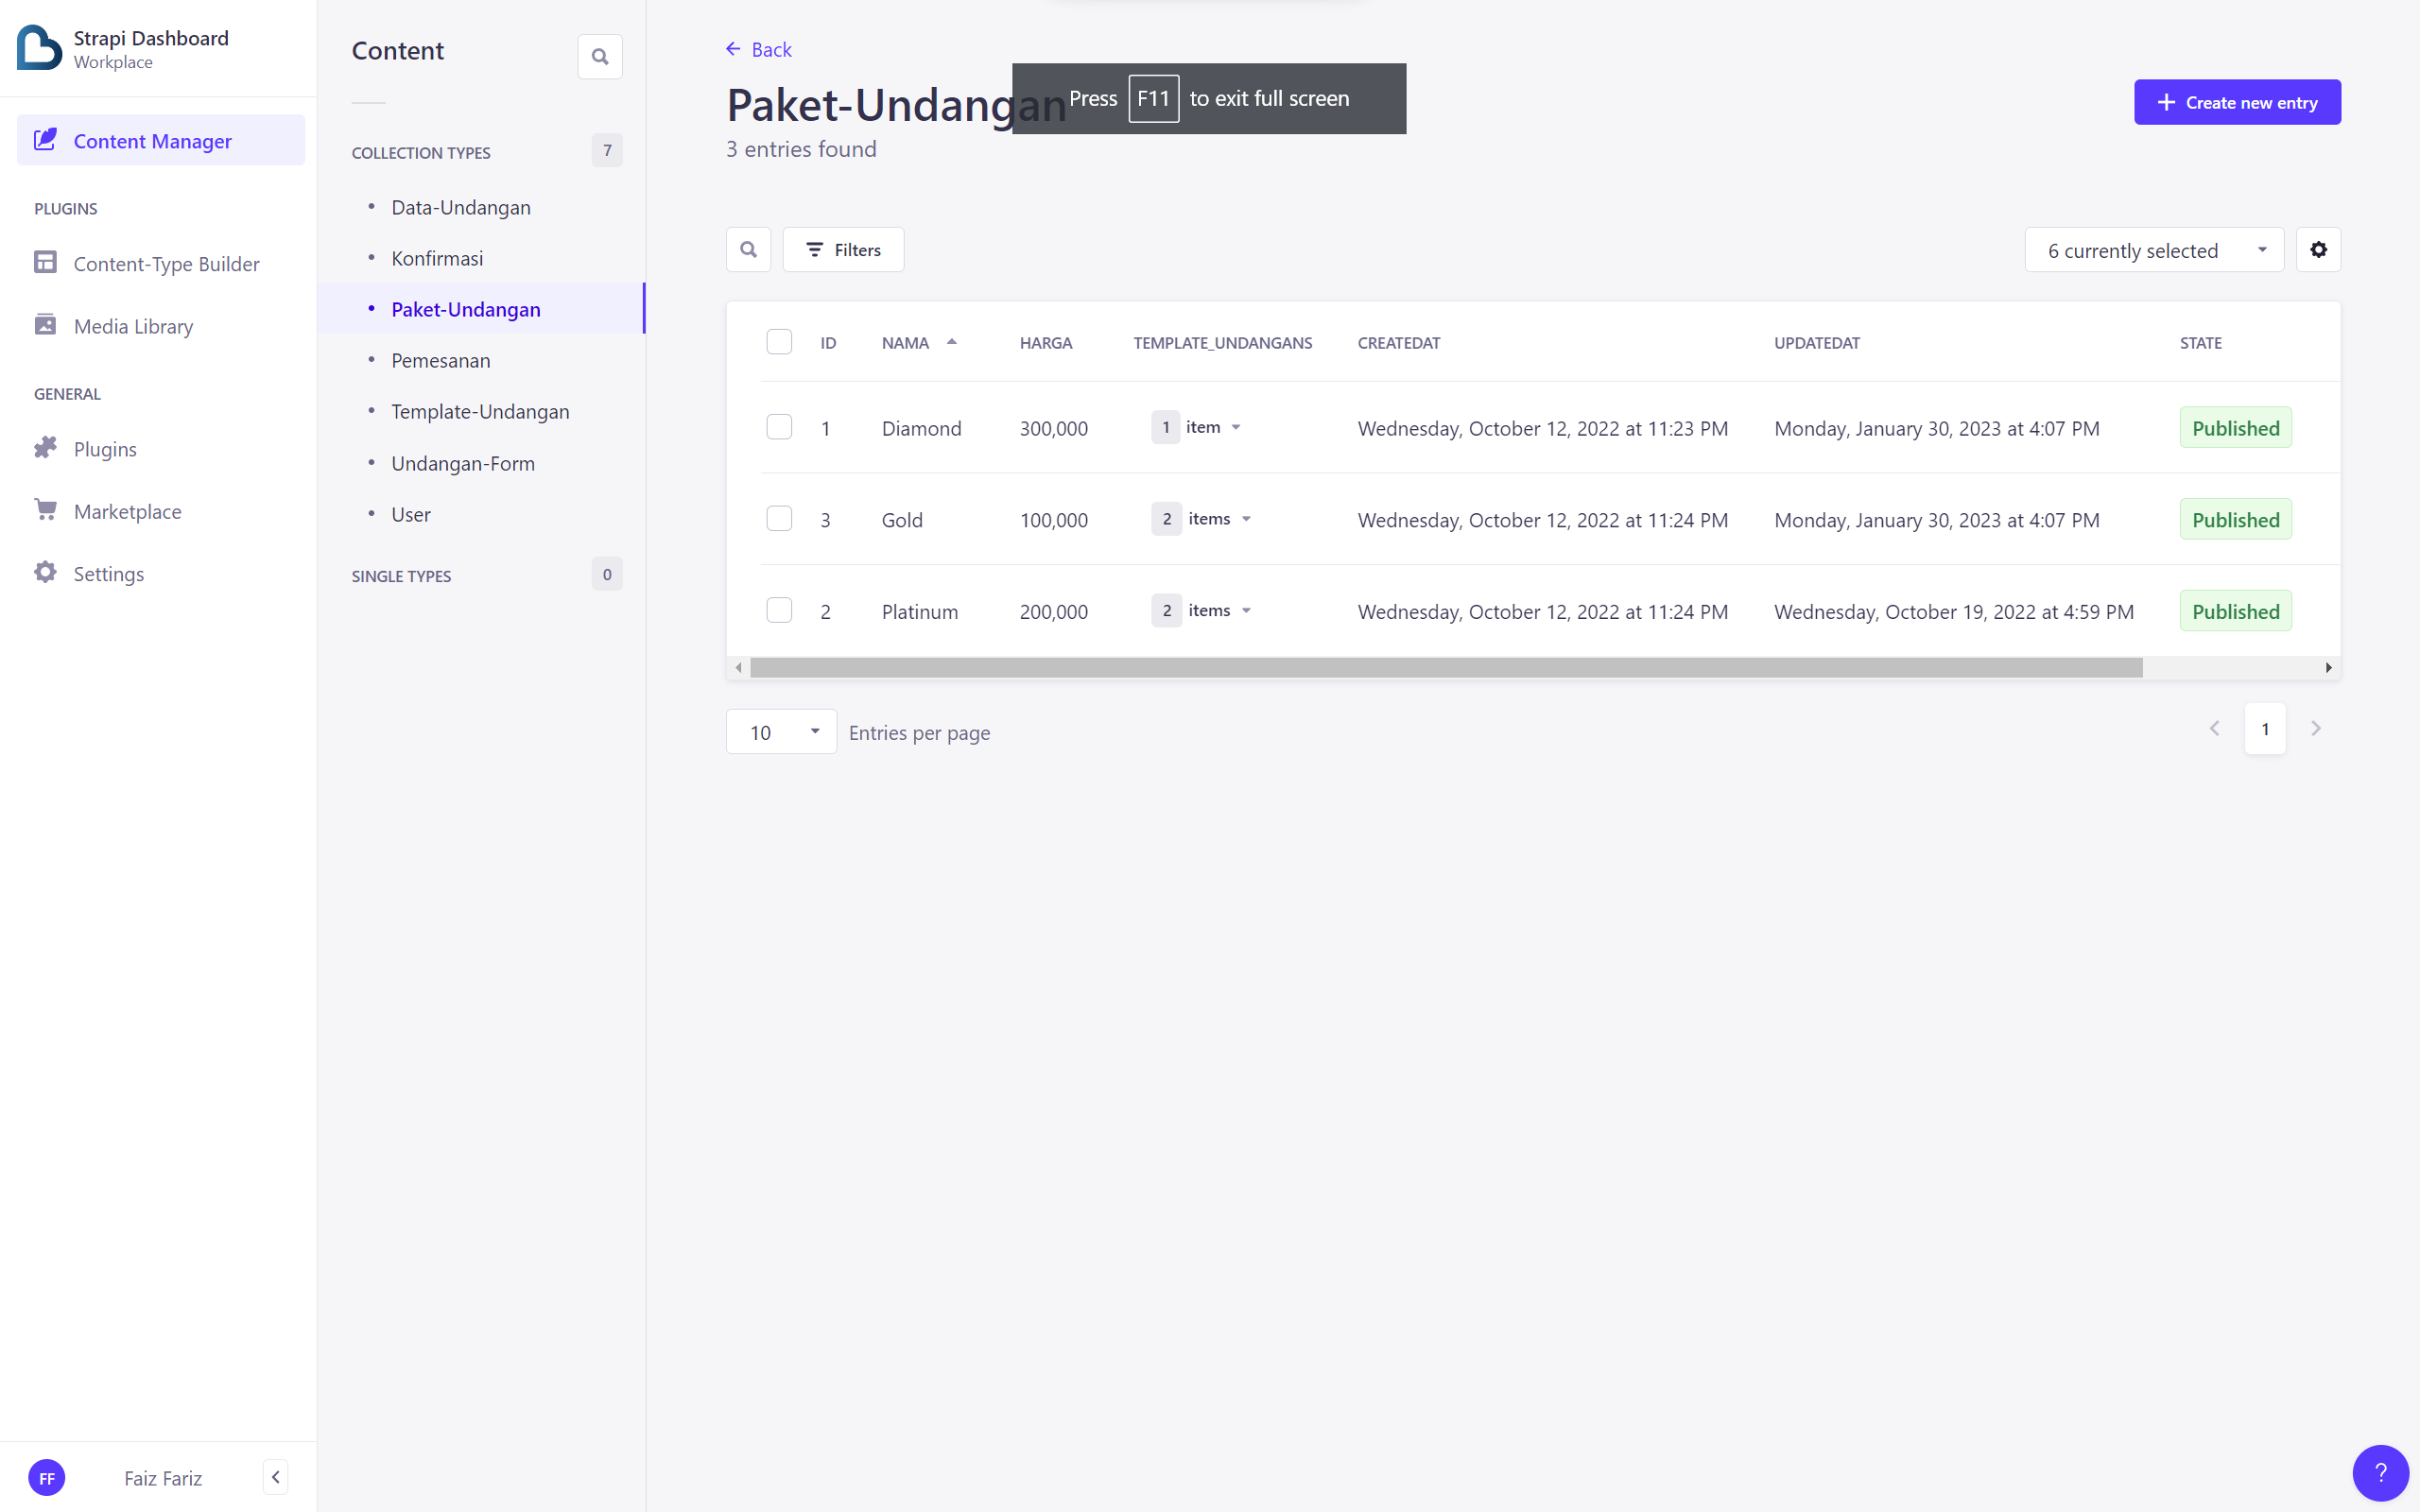 Strapi Dashboard
Workplace
Content Manager
PLUGINS
Content-Type Builder
Media Library
GENERAL
Plugins
Marketplace
Settings
FF
Faiz Fariz
Content
COLLECTION TYPES
7
Data-Undangan
Konfirmasi
Paket-Undangan
Pemesanan
Template-Undangan
Undangan-Form
User
SINGLE TYPES
0
Back
Paket-Undangan
3 entries found
Press F11 to exit full screen
Create new entry
Filters
6 currently selected
ID NAMA HARGA TEMPLATE_UNDANGANS CREATEDAT UPDATEDAT STATE
1 Diamond 300,000 1 item Wednesday, October 12, 2022 at 11:23 PM Monday, January 30, 2023 at 4:07 PM Published
3 Gold 100,000 2 items Wednesday, October 12, 2022 at 11:24 PM Monday, January 30, 2023 at 4:07 PM Published
2 Platinum 200,000 2 items Wednesday, October 12, 2022 at 11:24 PM Wednesday, October 19, 2022 at 4:59 PM Published
10 Entries per page
1
?